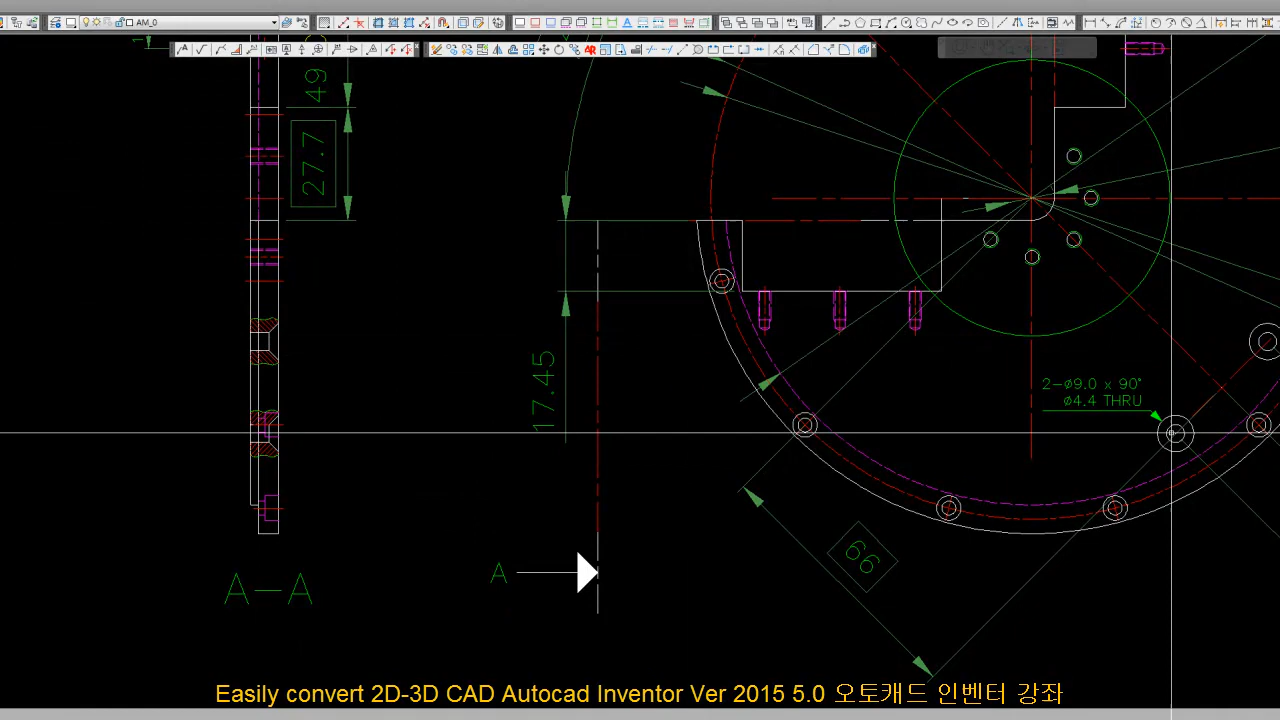 AM_0
AR
49
27.7
17.45
2-ø9.0 x 90°
ø4.4 THRU
66
A
A-A
Easily convert 2D-3D CAD Autocad Inventor Ver 2015 5.0 오토캐드 인벤터 강좌